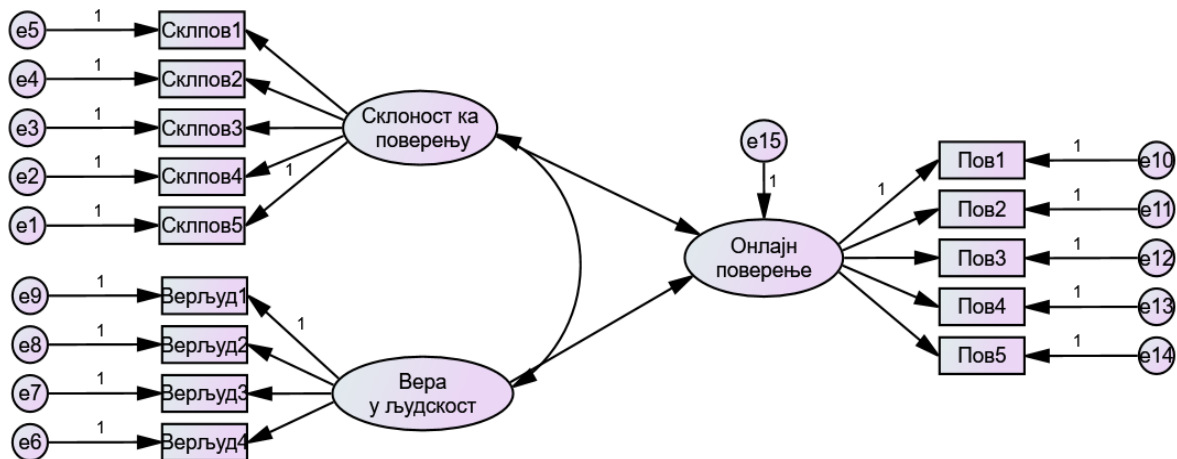 e5
1
Склпов1
e4
1
Склпов2
e3
1
Склпов3
e2
1
Склпов4
1
e1
1
Склпов5
Склоност ка
поверењу
e9
1
Верљуд1
1
e8
1
Верљуд2
e7
1
Верљуд3
e6
1
Верљуд4
Вера
у људскост
e15
1
Онлајн
поверење
1
Пов1
1
e10
Пов2
1
e11
Пов3
1
e12
Пов4
1
e13
Пов5
1
e14